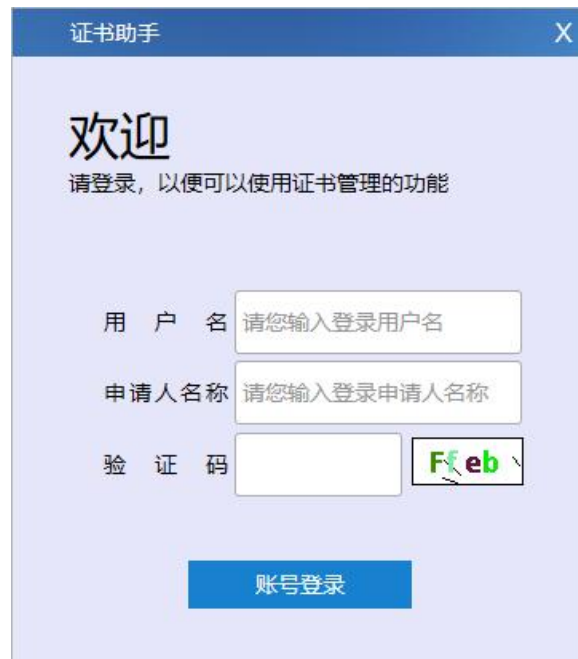 证书助手 X
欢迎
请登录，以便可以使用证书管理的功能
用户名 请您输入登录用户名
申请人名称 请您输入登录申请人名称
验证码 Ffeb
账号登录